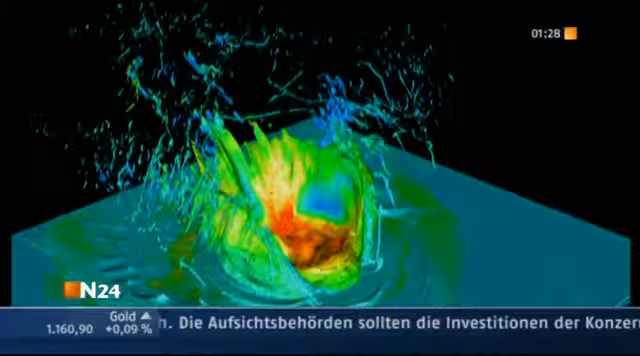 01:28
N24
Gold
1.160,90 +0,09 %
h. Die Aufsichtsbehörden sollten die Investitionen der Konzer